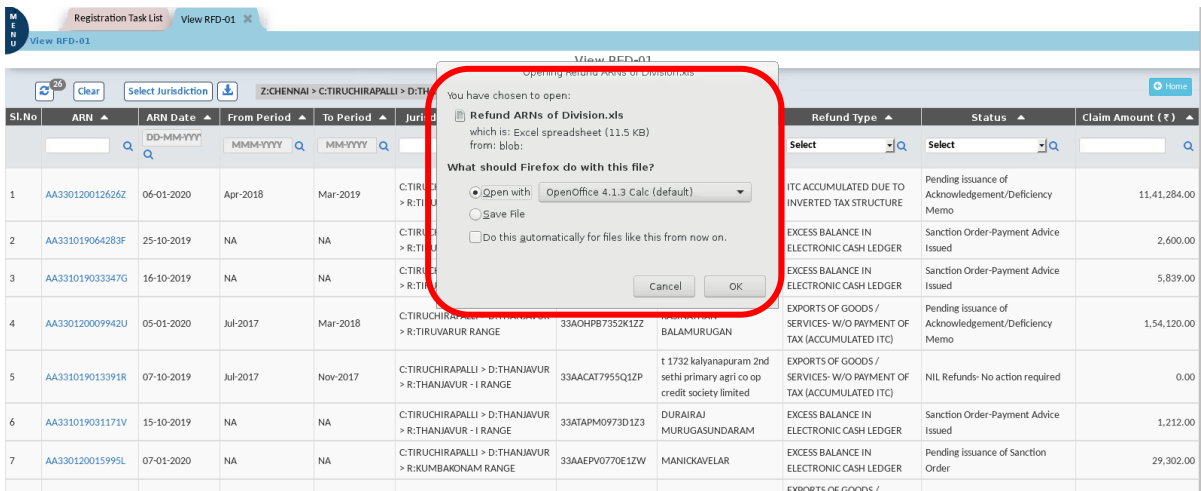 MENU
Registration Task List
View RFD-01
View RFD-01
View RFD-01
Opening Refund ARNs of Division.xls
26
Clear
Select Jurisdiction
Z:CHENNAI > C:TIRUCHIRAPALLI >
Home
You have chosen to open:
Refund ARNs of Division.xls
which is: Excel spreadsheet (11.5 KB)
from: blob:
What should Firefox do with this file?
Open with OpenOffice 4.1.3 Calc (default)
Save File
Do this automatically for files like this from now on.
Cancel OK
Sl.No ARN ARN Date From Period To Period Refund Type Status Claim Amount (₹)
DD-MM-YYY MMM-YYYY MMM-YYYY Select Select
1 AA330120012626Z 06-01-2020 Apr-2018 Mar-2019 ITC ACCUMULATED DUE TO INVERTED TAX STRUCTURE Pending issuance of Acknowledgement/Deficiency Memo 11,41,284.00
2 AA331019064283F 25-10-2019 NA NA EXCESS BALANCE IN ELECTRONIC CASH LEDGER Sanction Order-Payment Advice Issued 2,600.00
3 AA331019033347G 16-10-2019 NA NA EXCESS BALANCE IN ELECTRONIC CASH LEDGER Sanction Order-Payment Advice Issued 5,839.00
4 AA330120009942U 05-01-2020 Jul-2017 Mar-2018 > R:TIRUVARUR RANGE 33AOHPB7352K1ZZ BALAMURUGAN EXPORTS OF GOODS / SERVICES- W/O PAYMENT OF TAX (ACCUMULATED ITC) Pending issuance of Acknowledgement/Deficiency Memo 1,54,120.00
5 AA331019013391R 07-10-2019 Jul-2017 Nov-2017 C:TIRUCHIRAPALLI > D:THANJAVUR > R:THANJAVUR - I RANGE 33AACAT7955Q1ZP t 1732 kalyanapuram 2nd sethi primary agri co op credit society limited EXPORTS OF GOODS / SERVICES- W/O PAYMENT OF TAX (ACCUMULATED ITC) NIL Refunds- No action required 0.00
6 AA331019031171V 15-10-2019 NA NA C:TIRUCHIRAPALLI > D:THANJAVUR > R:THANJAVUR - I RANGE 33ATAPM0973D1Z3 DURAIRAJ MURUGASUNDARAM EXCESS BALANCE IN ELECTRONIC CASH LEDGER Sanction Order-Payment Advice Issued 1,212.00
7 AA330120015995L 07-01-2020 NA NA C:TIRUCHIRAPALLI > D:THANJAVUR > R:KUMBAKONAM RANGE 33AAEPV0770E1ZW MANICKAVELAR EXCESS BALANCE IN ELECTRONIC CASH LEDGER Pending issuance of Sanction Order 29,302.00
EXPORTS OF GOODS /